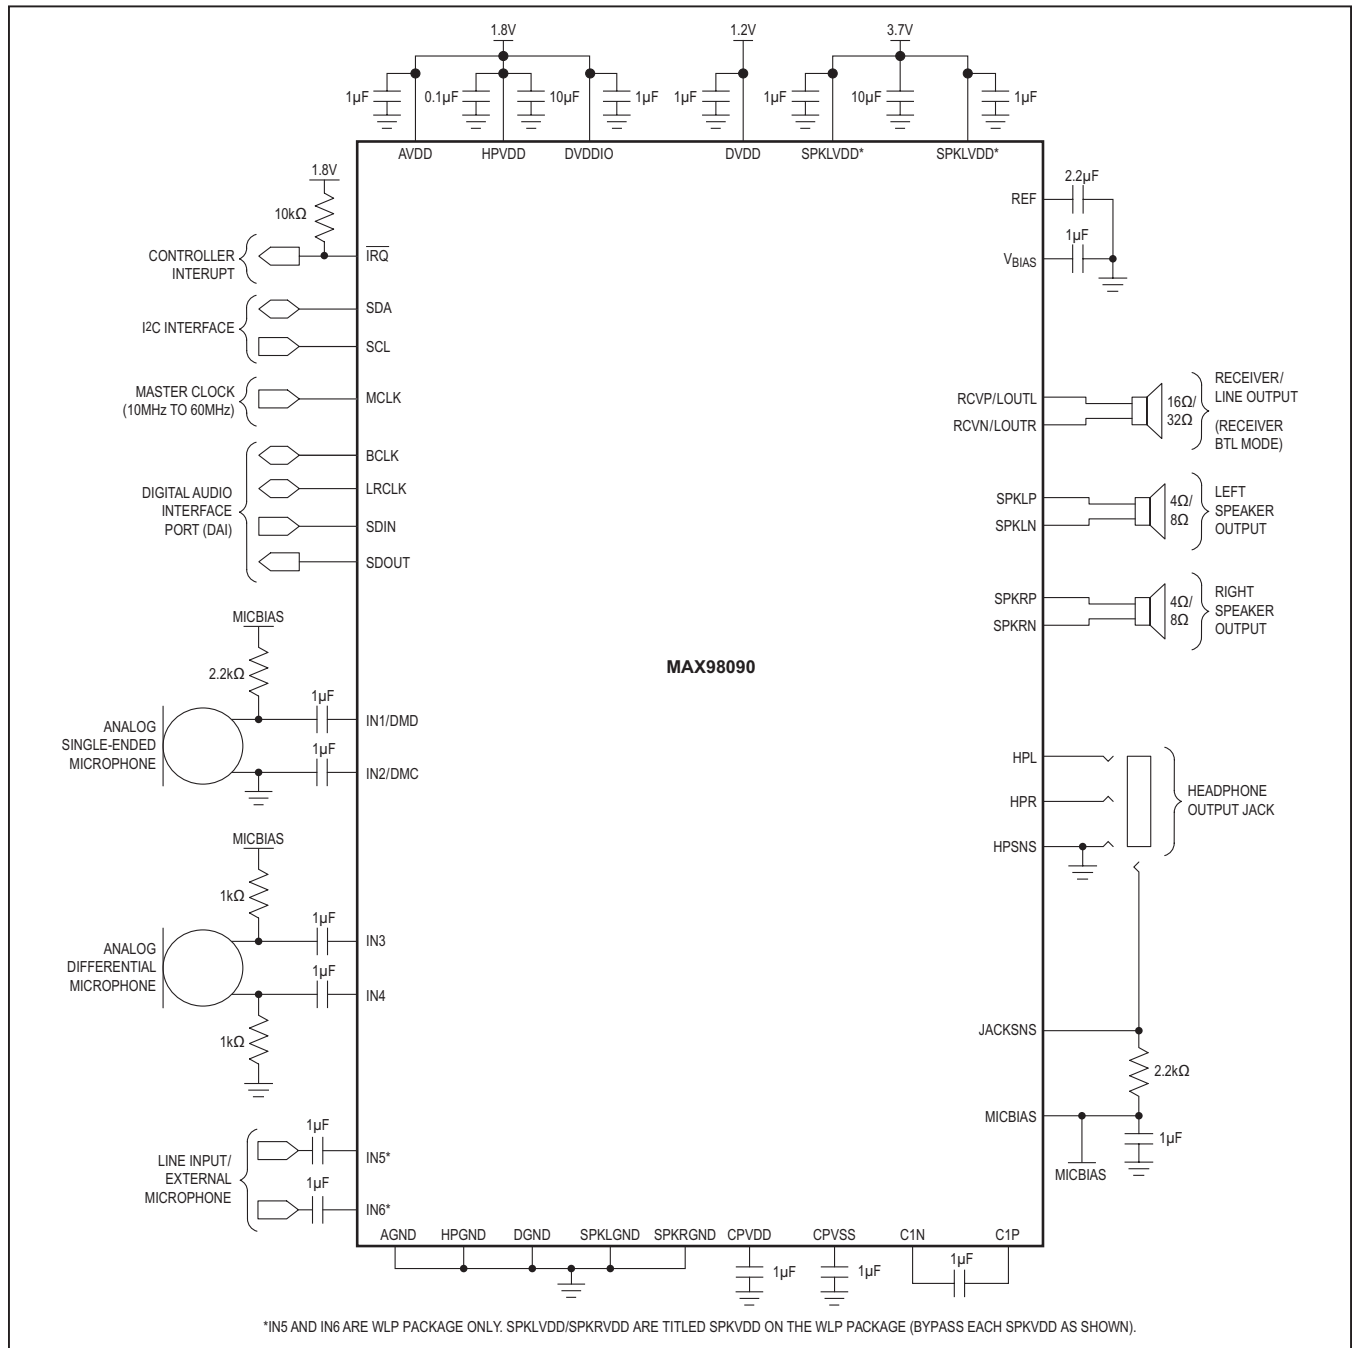 1.8V
1.2V
3.7V
1µF
0.1µF
10µF
1µF
1µF
1µF
10µF
1µF
AVDD
HPVDD
DVDDIO
DVDD
SPKLVDD*
SPKLVDD*
1.8V
10kΩ
CONTROLLER
INTERUPT
IRQ
I2C INTERFACE
SDA
SCL
MASTER CLOCK
(10MHz TO 60MHz)
MCLK
DIGITAL AUDIO
INTERFACE
PORT (DAI)
BCLK
LRCLK
SDIN
SDOUT
MICBIAS
2.2kΩ
ANALOG
SINGLE-ENDED
MICROPHONE
1µF
IN1/DMD
1µF
IN2/DMC
MICBIAS
1kΩ
ANALOG
DIFFERENTIAL
MICROPHONE
1µF
IN3
1µF
IN4
1kΩ
LINE INPUT/
EXTERNAL
MICROPHONE
1µF
IN5*
1µF
IN6*
MAX98090
REF
2.2µF
VBIAS
1µF
RCVP/LOUTL
RCVN/LOUTR
16Ω/
32Ω
RECEIVER/
LINE OUTPUT
(RECEIVER
BTL MODE)
SPKLP
SPKLN
4Ω/
8Ω
LEFT
SPEAKER
OUTPUT
SPKRP
SPKRN
4Ω/
8Ω
RIGHT
SPEAKER
OUTPUT
HPL
HPR
HPSNS
HEADPHONE
OUTPUT JACK
JACKSNS
2.2kΩ
MICBIAS
1µF
MICBIAS
AGND
HPGND
DGND
SPKLGND
SPKRGND
CPVDD
CPVSS
C1N
C1P
1µF
1µF
1µF
*IN5 AND IN6 ARE WLP PACKAGE ONLY. SPKLVDD/SPKRVDD ARE TITLED SPKVDD ON THE WLP PACKAGE (BYPASS EACH SPKVDD AS SHOWN).